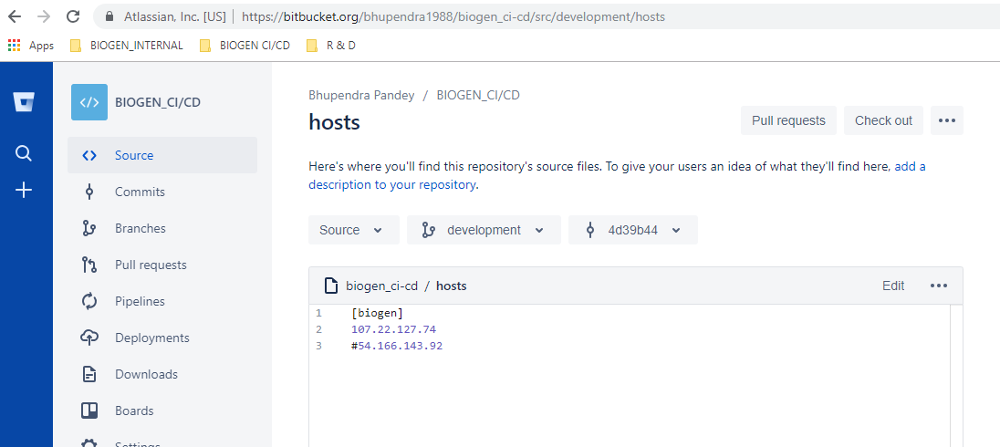 Atlassian, Inc. [US] | https://bitbucket.org/bhupendra1988/biogen_ci-cd/src/development/hosts
Apps BIOGEN_INTERNAL BIOGEN CI/CD R & D
</> BIOGEN_CI/CD
Source
Commits
Branches
Pull requests
Pipelines
Deployments
Downloads
Boards
Settings
Bhupendra Pandey / BIOGEN_CI/CD
hosts
Pull requests Check out
Here's where you'll find this repository's source files. To give your users an idea of what they'll find here, add a
description to your repository.
Source development 4d39b44
biogen_ci-cd / hosts Edit
1 [biogen]
2 107.22.127.74
3 #54.166.143.92